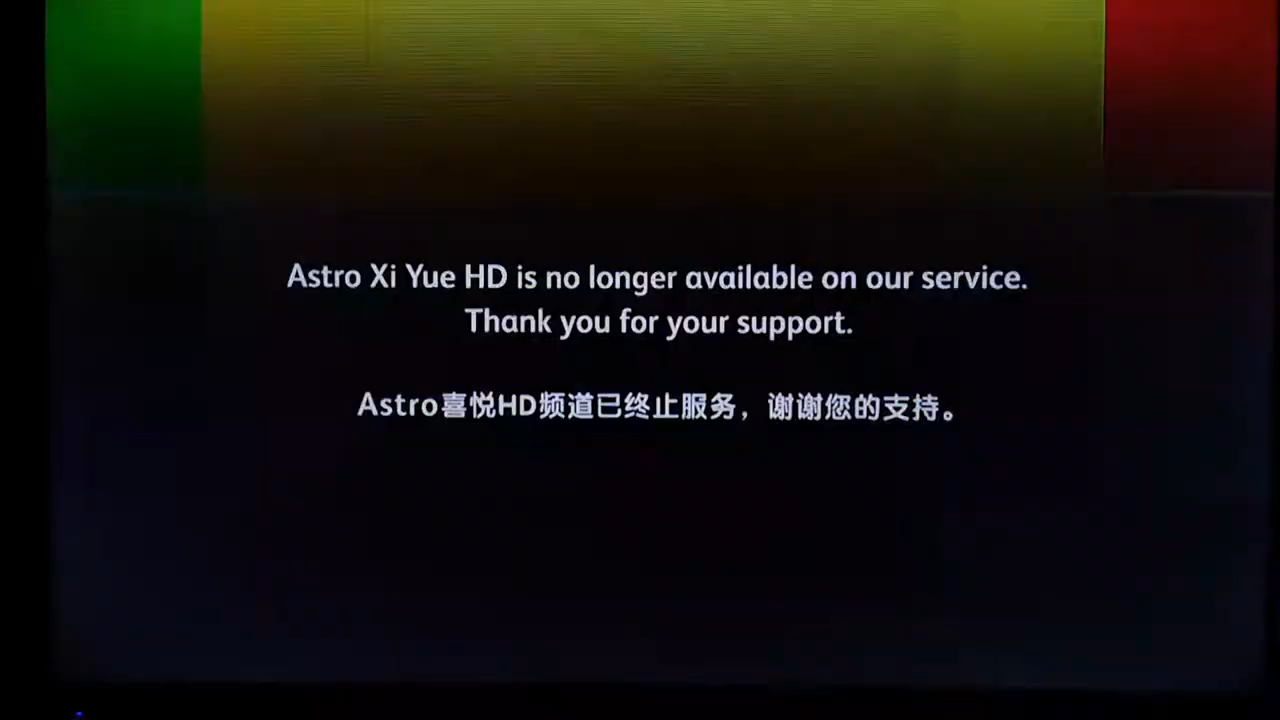 Astro Xi Yue HD is no longer available on our service.
Thank you for your support.
Astro喜悦HD频道已终止服务，谢谢您的支持。